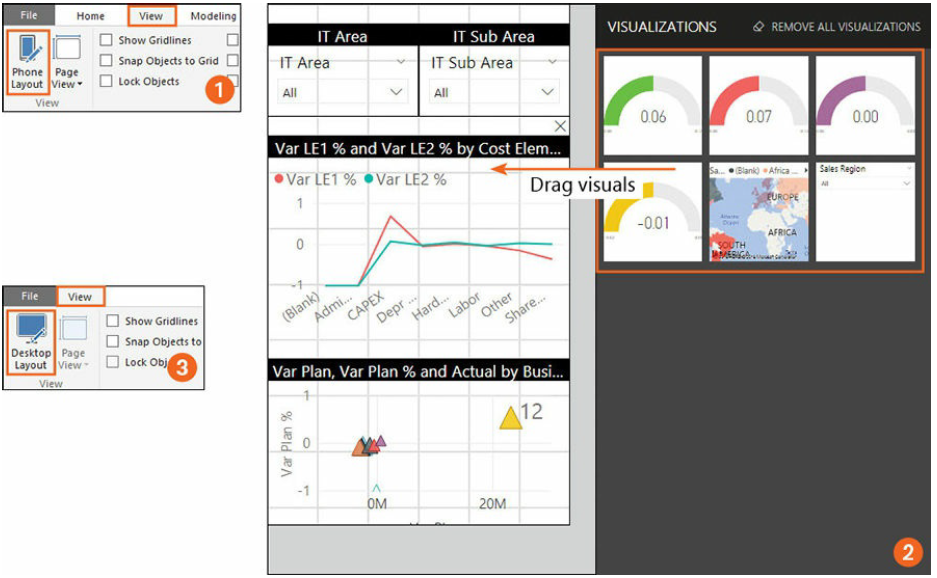 File Home View Modeling
Show Gridlines
Snap Objects to Grid
Lock Objects
Phone Layout
Page View
View
1
IT Area IT Sub Area
IT Area IT Sub Area
All All
Var LE1 % and Var LE2 % by Cost Elem...
Var LE1 % Var LE2 %
1
0
-1
(Blank) Admi... CAPEX Depr... Hard... Labor Other Share...
Drag visuals
Var Plan, Var Plan % and Actual by Busi...
1
12
Var Plan %
0
-1
0M 20M
VISUALIZATIONS REMOVE ALL VISUALIZATIONS
0.06 0.07 0.00
-0.01
Sa... (Blank) Africa ...
EUROPE
Atlantic
Ocean
AFRICA
SOUTH
AMERICA
Sales Region
All
2
File View
Show Gridlines
Snap Objects to
Lock Obj
Desktop Layout
Page View
View
3